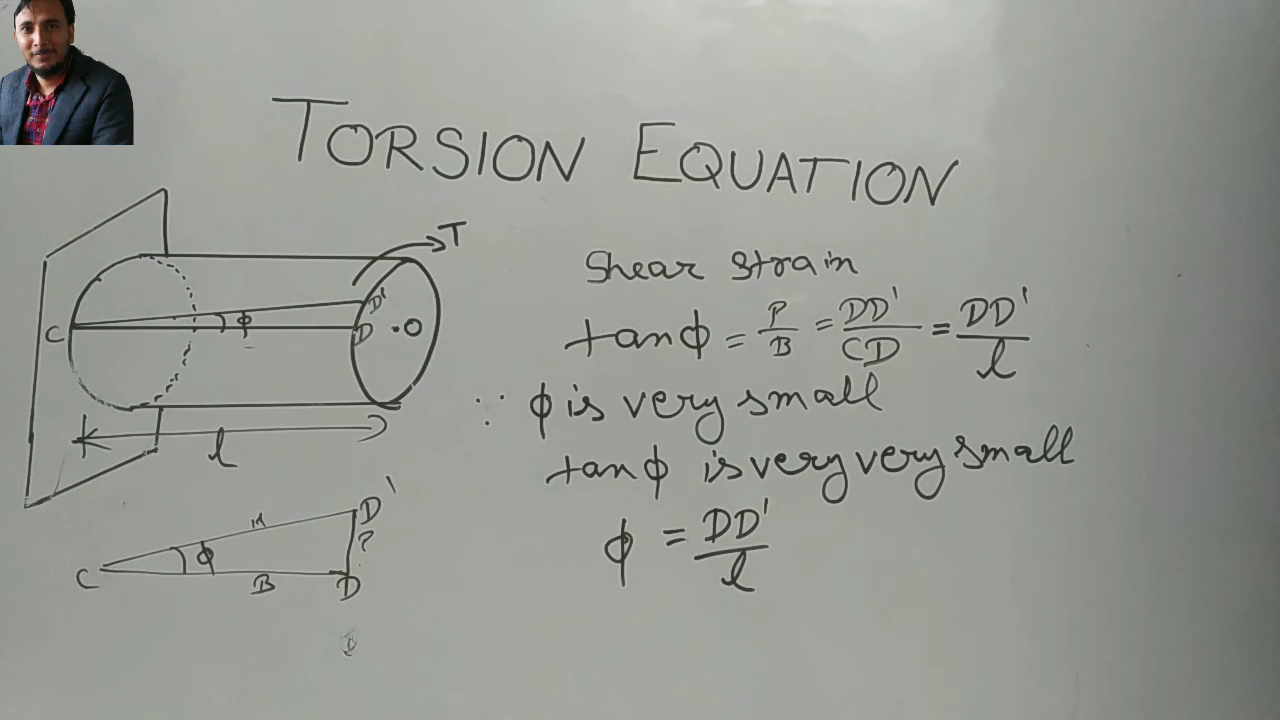 TORSION EQUATION
T
C ϕ D' D .O
l
Shear strain
tanϕ = P/B = DD'/CD = DD'/l
∵ ϕ is very small
tanϕ is very very small
ϕ = DD'/l
D'
ϕ
C B D